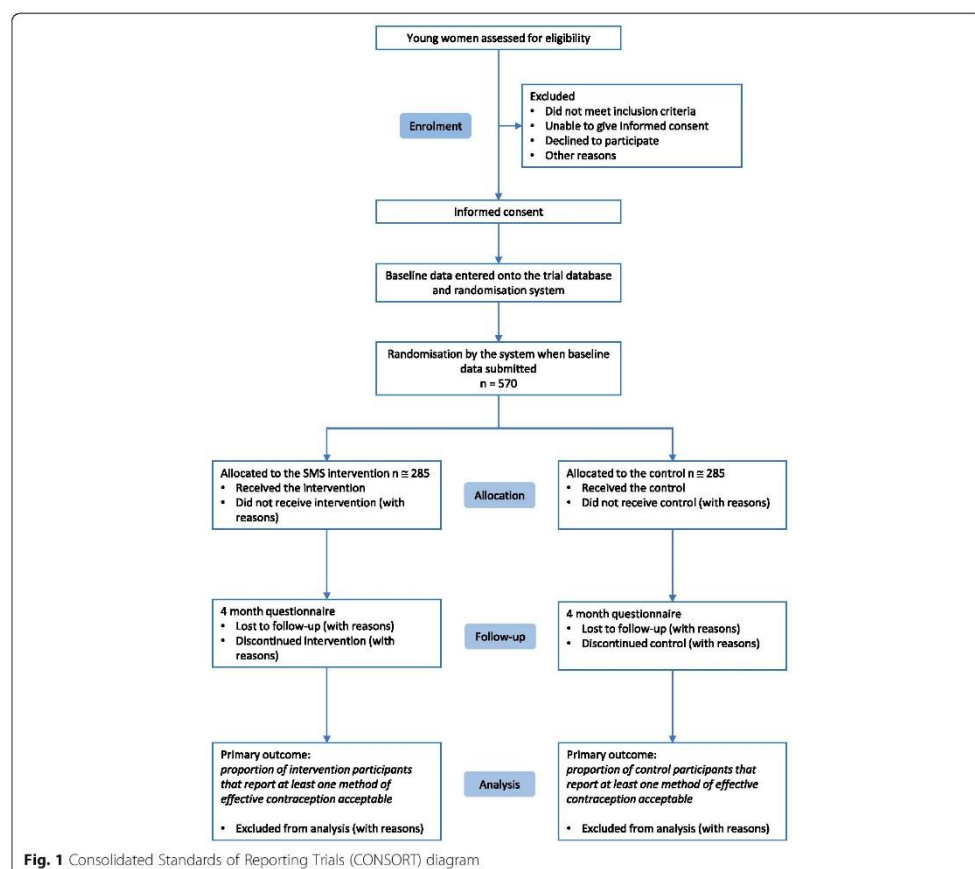 Young women assessed for eligibility
Excluded
• Did not meet inclusion criteria
• Unable to give informed consent
• Declined to participate
• Other reasons
Enrolment
Informed consent
Baseline data entered onto the trial database
and randomisation system
Randomisation by the system when baseline
data submitted
n = 570
Allocated to the SMS intervention n ≅ 285
• Received the intervention
• Did not receive intervention (with
reasons)
Allocation
Allocated to the control n ≅ 285
• Received the control
• Did not receive control (with reasons)
4 month questionnaire
• Lost to follow-up (with reasons)
• Discontinued intervention (with
reasons)
Follow-up
4 month questionnaire
• Lost to follow-up (with reasons)
• Discontinued control (with reasons)
Primary outcome:
proportion of intervention participants
that report at least one method of
effective contraception acceptable
• Excluded from analysis (with reasons)
Analysis
Primary outcome:
proportion of control participants that
report at least one method of effective
contraception acceptable
• Excluded from analysis (with reasons)
Fig. 1 Consolidated Standards of Reporting Trials (CONSORT) diagram